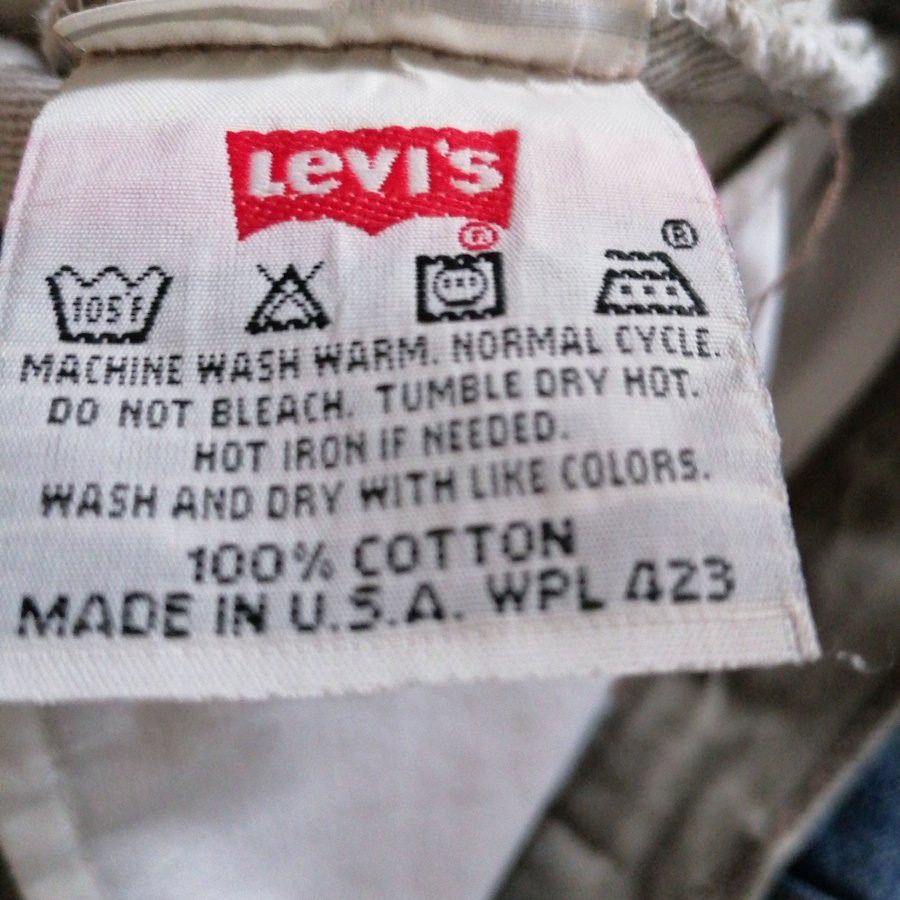 Levi's
®
®
105 F
MACHINE WASH WARM. NORMAL CYCLE.
DO NOT BLEACH. TUMBLE DRY HOT.
HOT IRON IF NEEDED.
WASH AND DRY WITH LIKE COLORS.
100% COTTON
MADE IN U.S.A. WPL 423